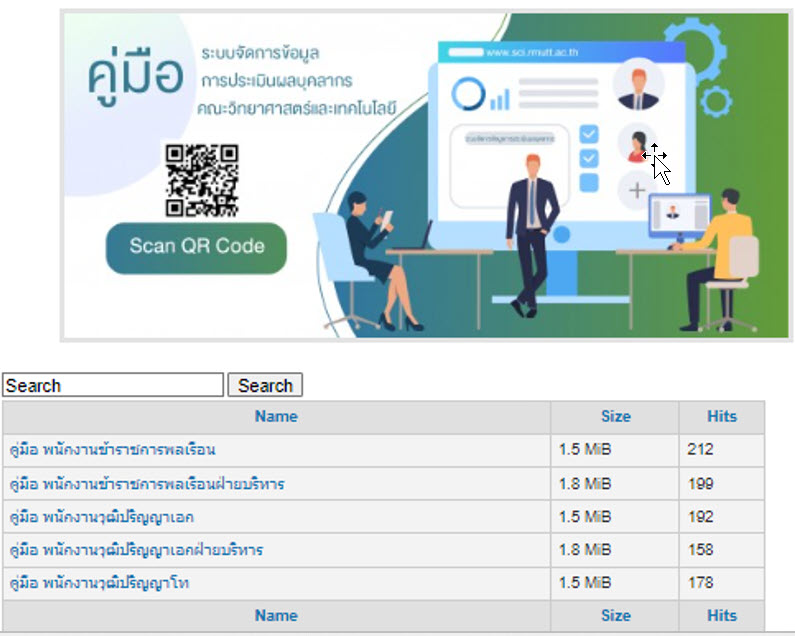 คู่มือ
ระบบจัดการข้อมูล
การประเมินผลบุคลากร
คณะวิทยาศาสตร์และเทคโนโลยี
Scan QR Code
www.sci.rmutt.ac.th
Search Search
Name Size Hits
คู่มือ พนักงานข้าราชการพลเรือน 1.5 MiB 212
คู่มือ พนักงานข้าราชการพลเรือนฝ่ายบริหาร 1.8 MiB 199
คู่มือ พนักงานวุฒิปริญญาเอก 1.5 MiB 192
คู่มือ พนักงานวุฒิปริญญาเอกฝ่ายบริหาร 1.8 MiB 158
คู่มือ พนักงานวุฒิปริญญาโท 1.5 MiB 178
Name Size Hits